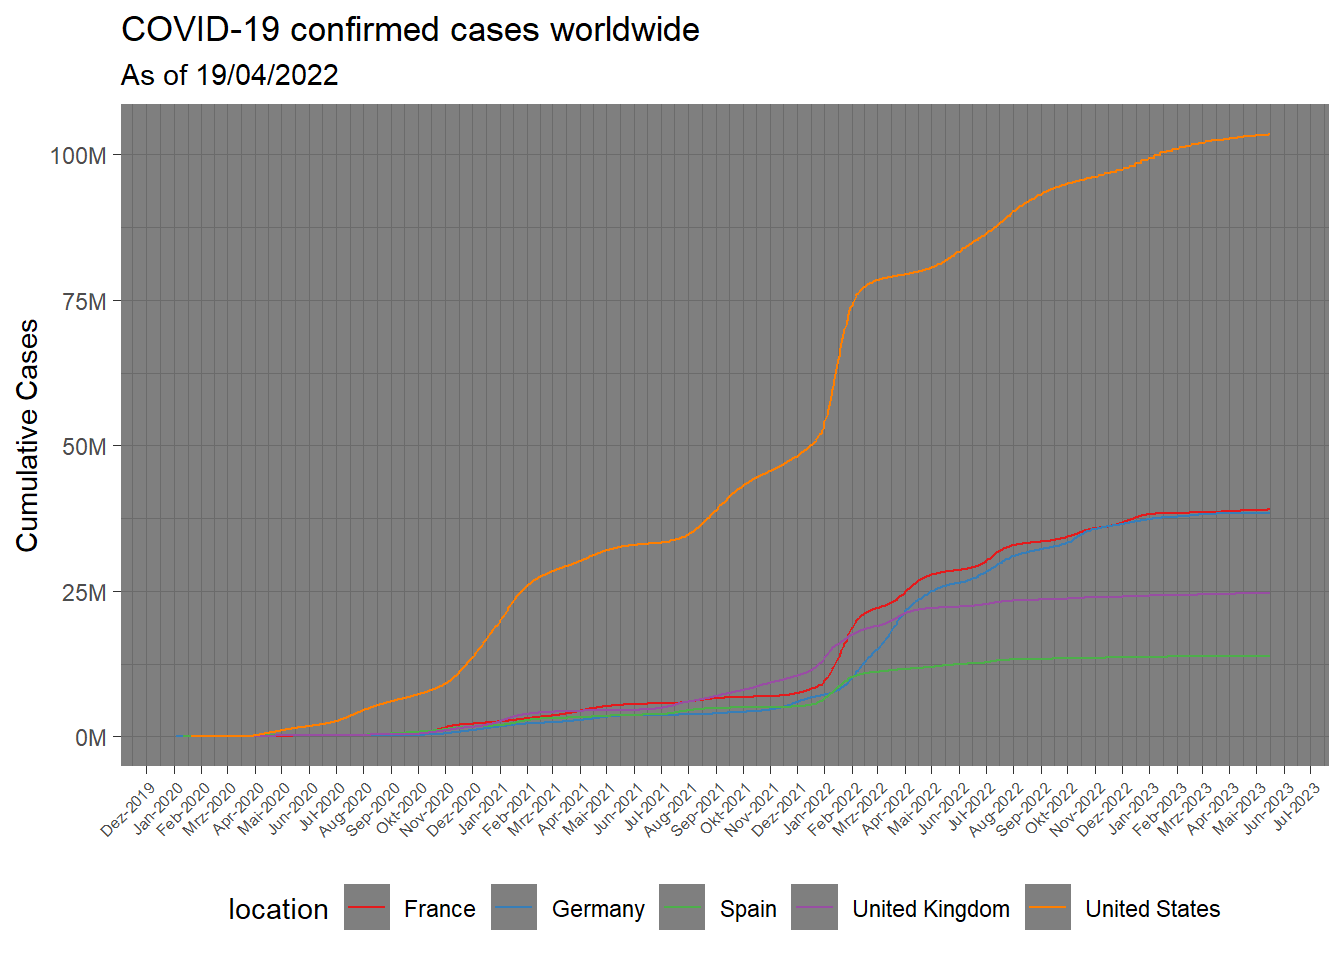 COVID-19 confirmed cases worldwide
As of 19/04/2022
Cumulative Cases
100M
75M
50M
25M
0M
Dez-2019
Jan-2020
Feb-2020
Mrz-2020
Apr-2020
Mai-2020
Jun-2020
Jul-2020
Aug-2020
Sep-2020
Okt-2020
Nov-2020
Dez-2020
Jan-2021
Feb-2021
Mrz-2021
Apr-2021
Mai-2021
Jun-2021
Jul-2021
Aug-2021
Sep-2021
Okt-2021
Nov-2021
Dez-2021
Jan-2022
Feb-2022
Mrz-2022
Apr-2022
Mai-2022
Jun-2022
Jul-2022
Aug-2022
Sep-2022
Okt-2022
Nov-2022
Dez-2022
Jan-2023
Feb-2023
Mrz-2023
Apr-2023
Mai-2023
Jun-2023
Jul-2023
location France Germany Spain United Kingdom United States